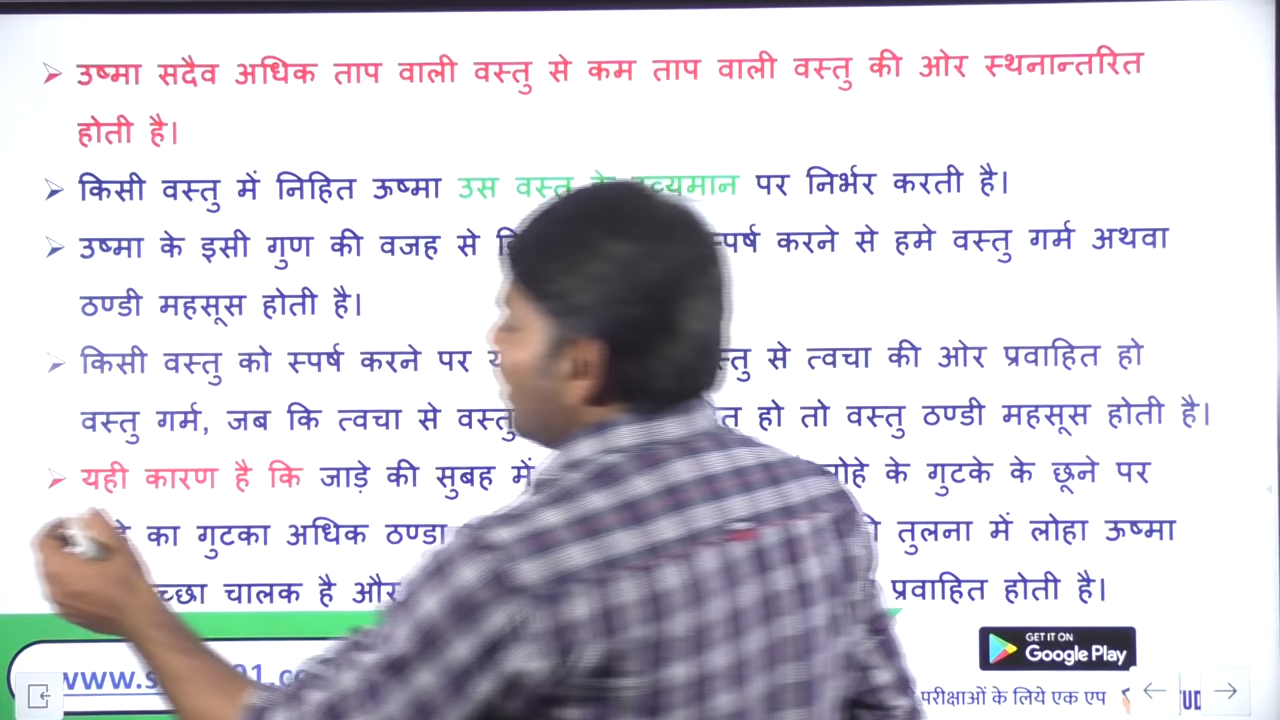 उष्मा सदैव अधिक ताप वाली वस्तु से कम ताप वाली वस्तु की ओर स्थनान्तरित
होती है।
किसी वस्तु में निहित ऊष्मा उस वस्तु के द्रव्यमान पर निर्भर करती है।
उष्मा के इसी गुण की वजह से करने से हमे वस्तु गर्म अथवा
ठण्डी महसूस होती है।
किसी वस्तु को स्पर्ष करने पर से त्वचा की ओर प्रवाहित हो
वस्तु गर्म, जब कि त्वचा से वस्तु हो तो वस्तु ठण्डी महसूस होती है।
यही कारण है कि जाड़े की सुबह में लोहे के गुटके के छूने पर
का गुटका अधिक ठण्डा तुलना में लोहा ऊष्मा
चालक है और प्रवाहित होती है।
GET IT ON
Google Play
परीक्षाओं के लिये एक एप